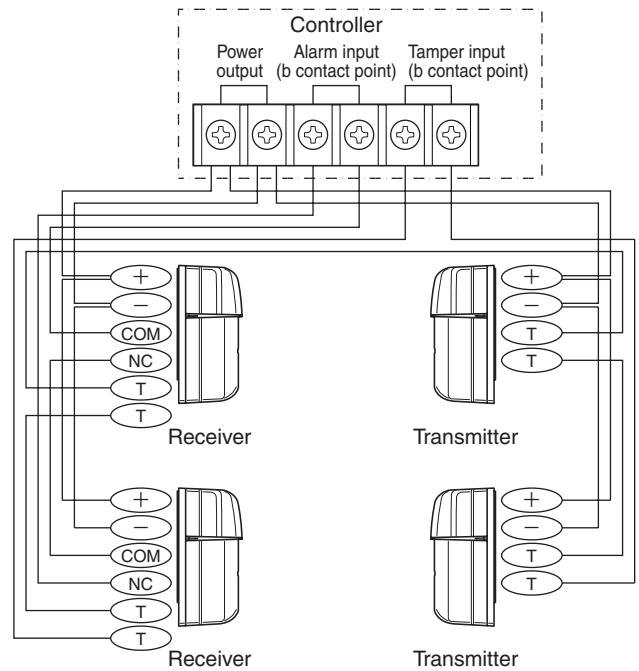 Controller
Power output
Alarm input (b contact point)
Tamper input (b contact point)
+
−
COM
NC
T
T
Receiver
+
−
T
T
Transmitter
+
−
COM
NC
T
T
Receiver
+
−
T
T
Transmitter